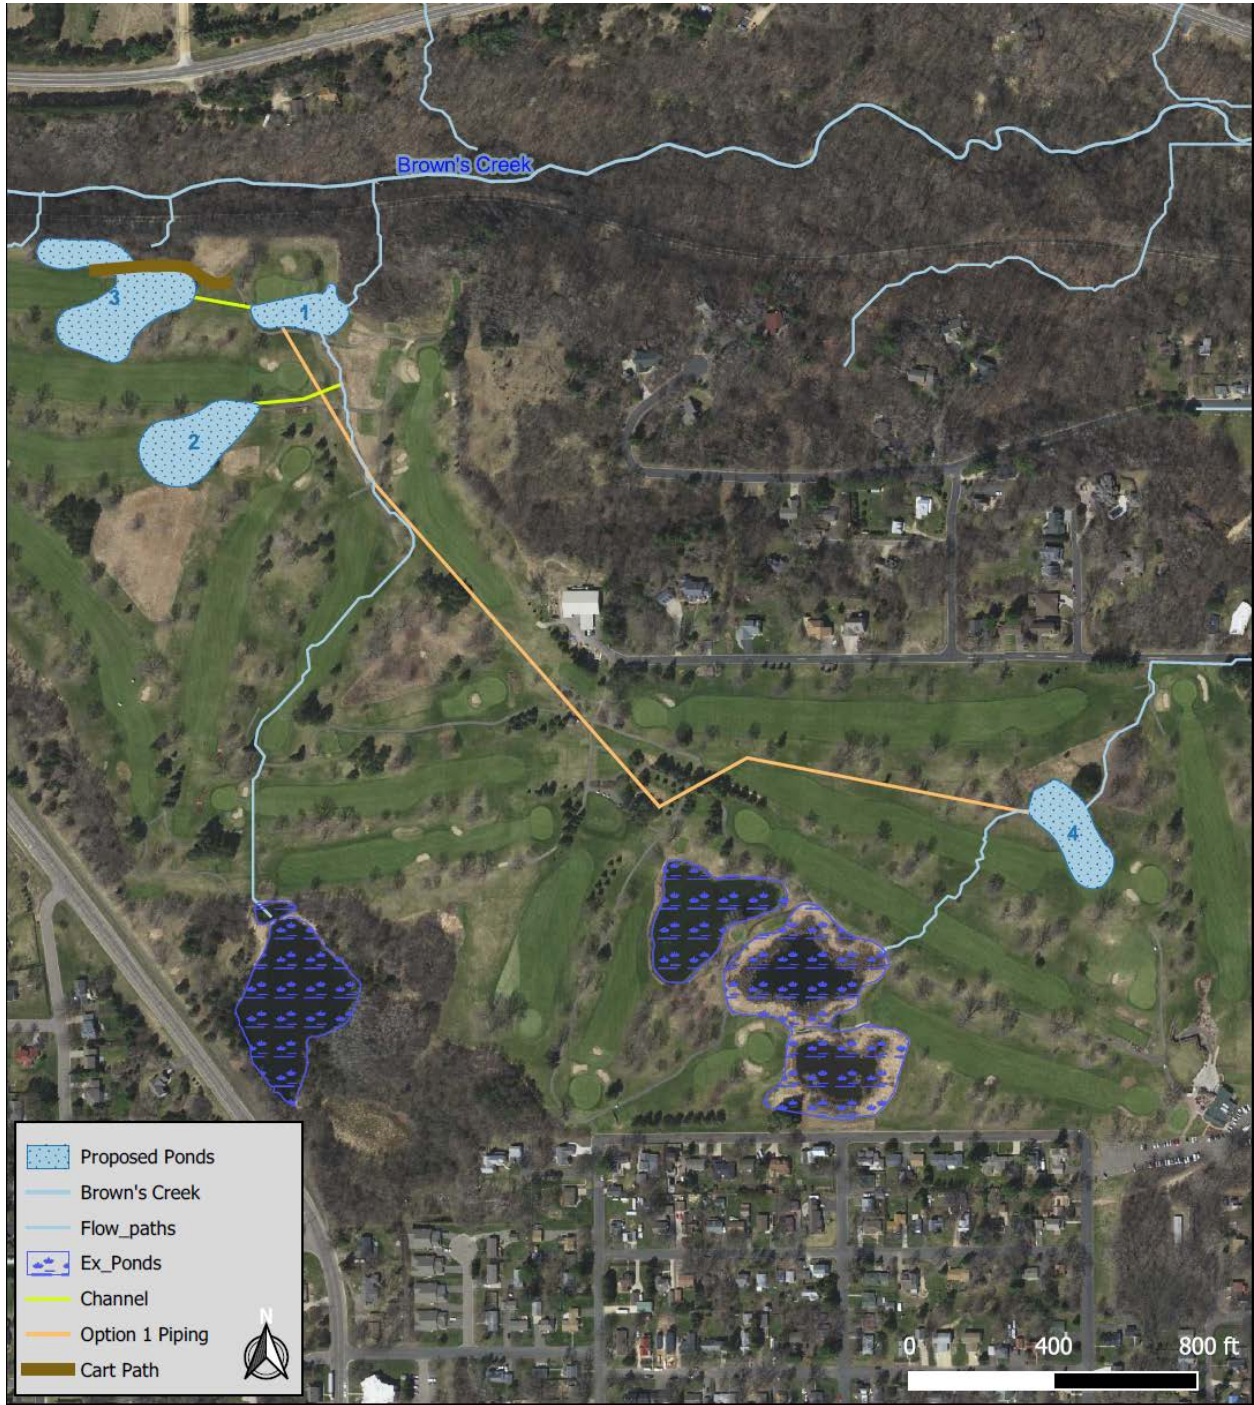 Brown's Creek
3
1
2
4
Proposed Ponds
Brown's Creek
Flow_paths
Ex_Ponds
Channel
Option 1 Piping
Cart Path
N
0 400 800 ft